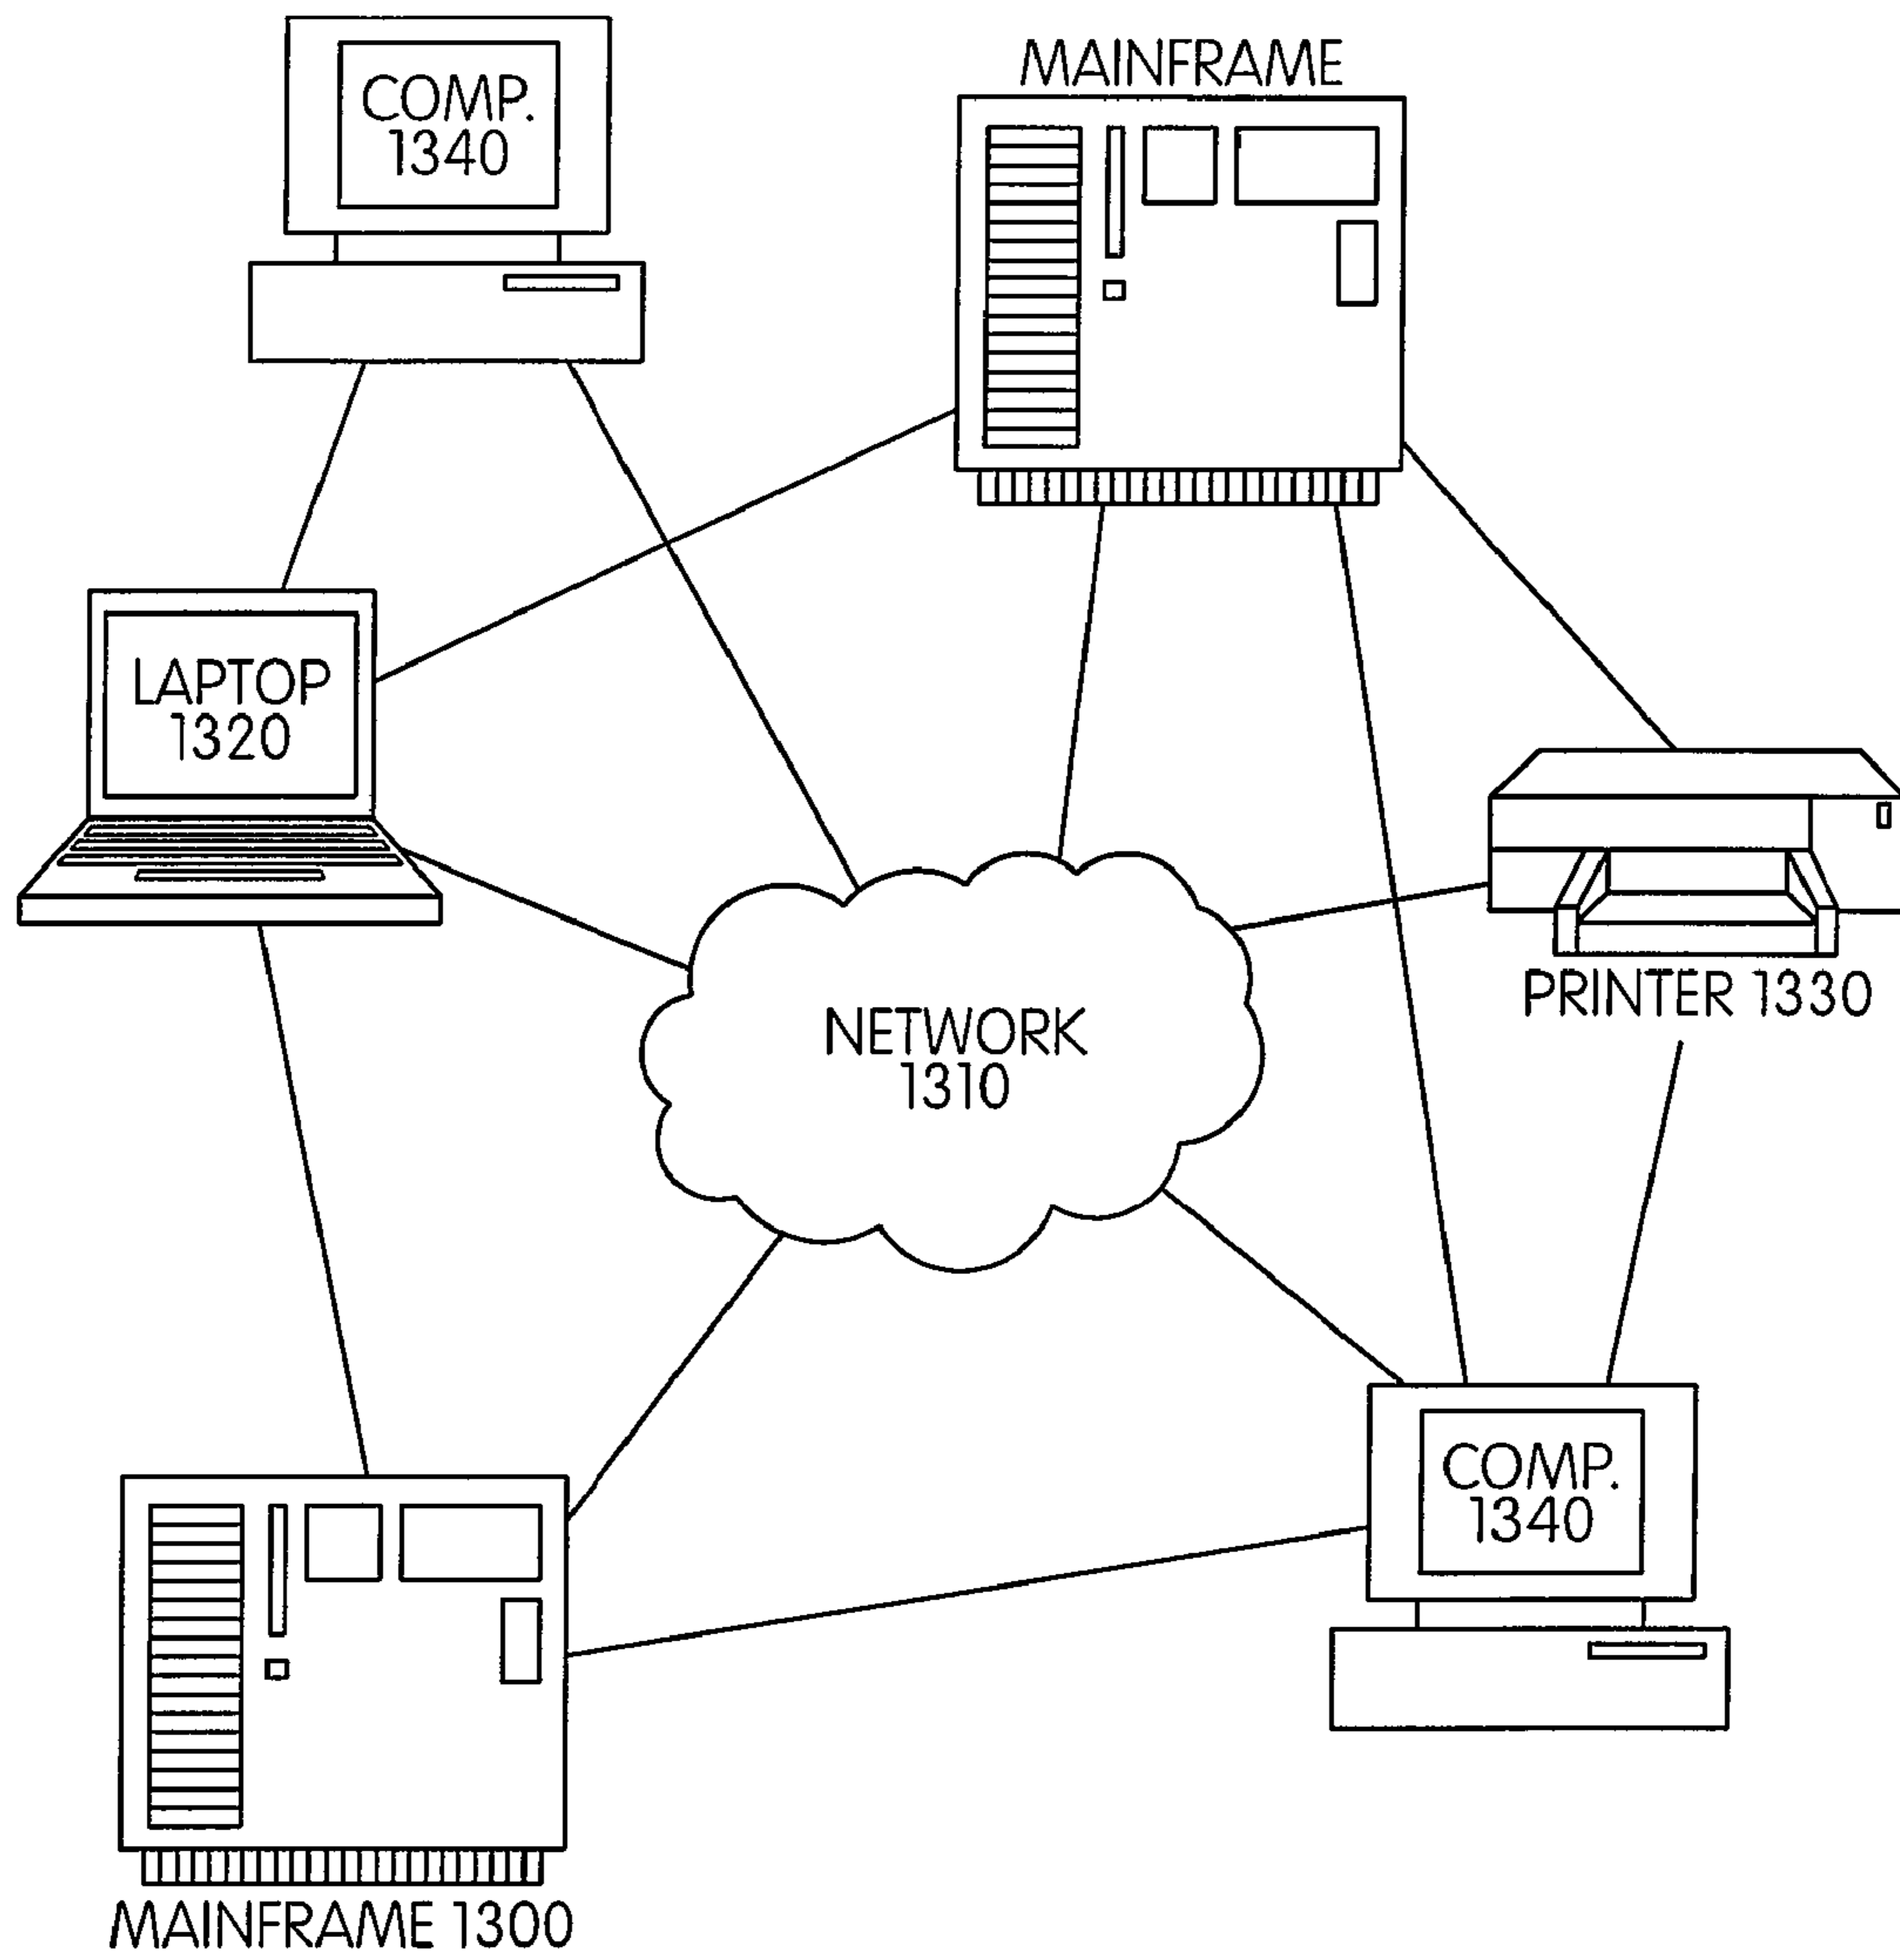 COMP.
1340
MAINFRAME
LAPTOP
1320
PRINTER 1330
NETWORK
1310
COMP.
1340
MAINFRAME 1300